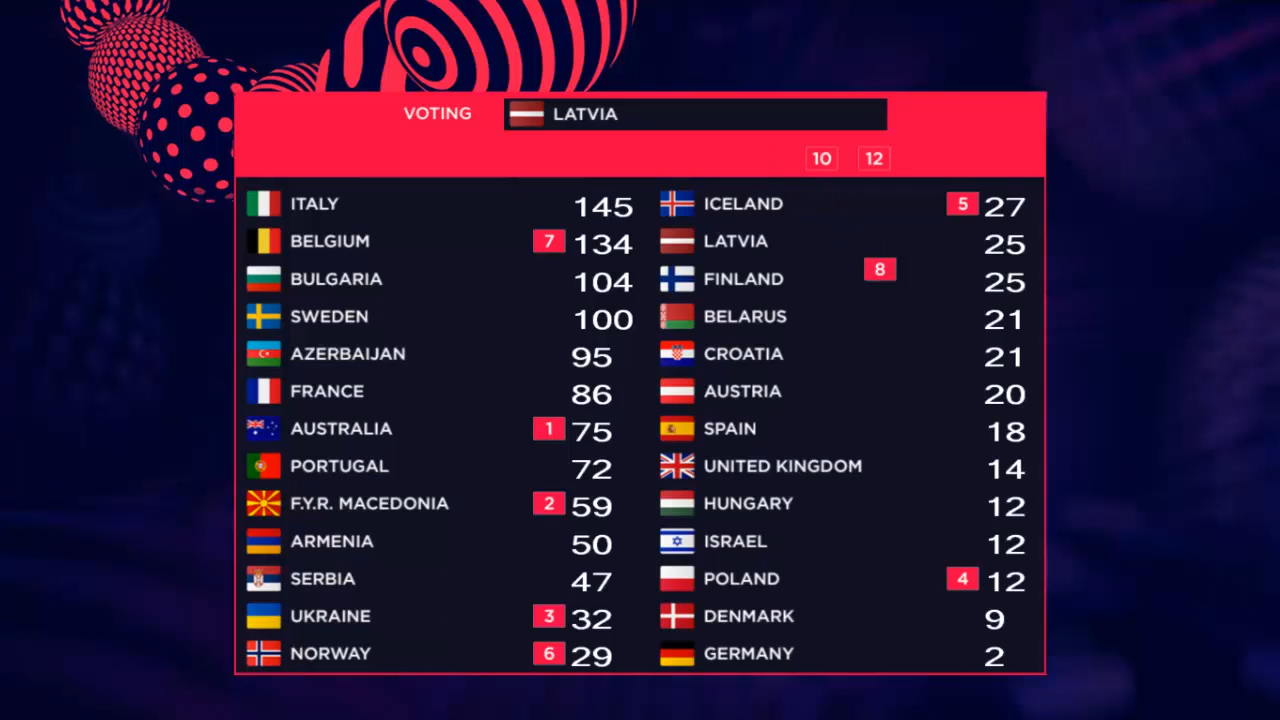 VOTING LATVIA
10 12
ITALY 145
BELGIUM 7 134
BULGARIA 104
SWEDEN 100
AZERBAIJAN 95
FRANCE 86
AUSTRALIA 1 75
PORTUGAL 72
F.Y.R. MACEDONIA 2 59
ARMENIA 50
SERBIA 47
UKRAINE 3 32
NORWAY 6 29
ICELAND 5 27
LATVIA 25
FINLAND 8 25
BELARUS 21
CROATIA 21
AUSTRIA 20
SPAIN 18
UNITED KINGDOM 14
HUNGARY 12
ISRAEL 12
POLAND 4 12
DENMARK 9
GERMANY 2